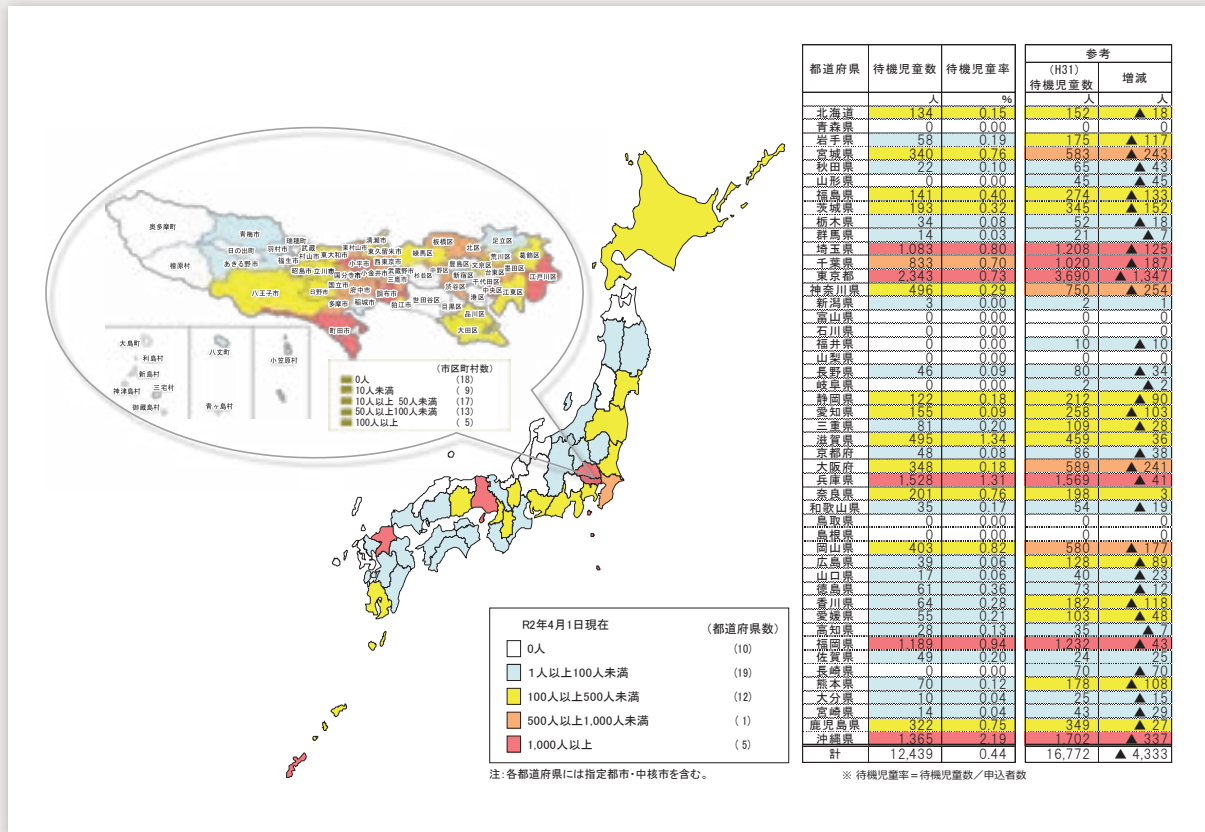 奥多摩町
檜原村
青梅市
日の出町
あきる野市
羽村市
瑞穂町
福生市
武蔵
村山市
東大和市
東村山市
清瀬市
東久留米市
西東京市
小平市
昭島市
立川市
国分寺市
小金井市
武蔵野市
三鷹市
八王子市
日野市
国立市
府中市
調布市
多摩市
稲城市
狛江市
町田市
練馬区
板橋区
北区
足立区
荒川区
葛飾区
豊島区
文京区
台東区
墨田区
江戸川区
杉並区
中野区
新宿区
千代田区
渋谷区
中央区
江東区
港区
世田谷区
目黒区
品川区
大田区
大島町
利島村
新島村
神津島村
三宅村
御蔵島村
八丈町
青ヶ島村
小笠原村
(市区町村数)
0人 (18)
10人未満 ( 9)
10人以上 50人未満 (17)
50人以上100人未満 (13)
100人以上 ( 5)
R2年4月1日現在 (都道府県数)
0人 (10)
1人以上100人未満 (19)
100人以上500人未満 (12)
500人以上1,000人未満 ( 1)
1,000人以上 ( 5)
注:各都道府県には指定都市・中核市を含む。
参考
都道府県 待機児童数 待機児童率 (H31)待機児童数 増減
人 % 人 人
北海道 134 0.15 152 ▲ 18
青森県 0 0.00 0 0
岩手県 58 0.19 175 ▲ 117
宮城県 340 0.76 583 ▲ 243
秋田県 22 0.10 65 ▲ 43
山形県 0 0.00 45 ▲ 45
福島県 141 0.40 274 ▲ 133
茨城県 193 0.32 345 ▲ 152
栃木県 34 0.08 52 ▲ 18
群馬県 14 0.03 21 ▲ 7
埼玉県 1,083 0.80 1,208 ▲ 125
千葉県 833 0.70 1,020 ▲ 187
東京都 2,343 0.73 3,690 ▲ 1,347
神奈川県 496 0.29 750 ▲ 254
新潟県 3 0.00 2 1
富山県 0 0.00 0 0
石川県 0 0.00 0 0
福井県 0 0.00 10 ▲ 10
山梨県 0 0.00 0 0
長野県 46 0.09 80 ▲ 34
岐阜県 0 0.00 2 ▲ 2
静岡県 122 0.18 212 ▲ 90
愛知県 155 0.09 258 ▲ 103
三重県 81 0.20 109 ▲ 28
滋賀県 495 1.34 459 36
京都府 48 0.08 86 ▲ 38
大阪府 348 0.18 589 ▲ 241
兵庫県 1,528 1.31 1,569 ▲ 41
奈良県 201 0.76 198 3
和歌山県 35 0.17 54 ▲ 19
鳥取県 0 0.00 0 0
島根県 0 0.00 0 0
岡山県 403 0.82 580 ▲ 177
広島県 39 0.06 128 ▲ 89
山口県 17 0.06 40 ▲ 23
徳島県 61 0.36 73 ▲ 12
香川県 64 0.28 182 ▲ 118
愛媛県 55 0.21 103 ▲ 48
高知県 28 0.13 35 ▲ 7
福岡県 1,189 0.94 1,232 ▲ 43
佐賀県 49 0.20 24 25
長崎県 0 0.00 70 ▲ 70
熊本県 70 0.12 178 ▲ 108
大分県 10 0.04 25 ▲ 15
宮崎県 14 0.04 43 ▲ 29
鹿児島県 322 0.75 349 ▲ 27
沖縄県 1,365 2.19 1,702 ▲ 337
計 12,439 0.44 16,772 ▲ 4,333
※ 待機児童率=待機児童数/申込者数